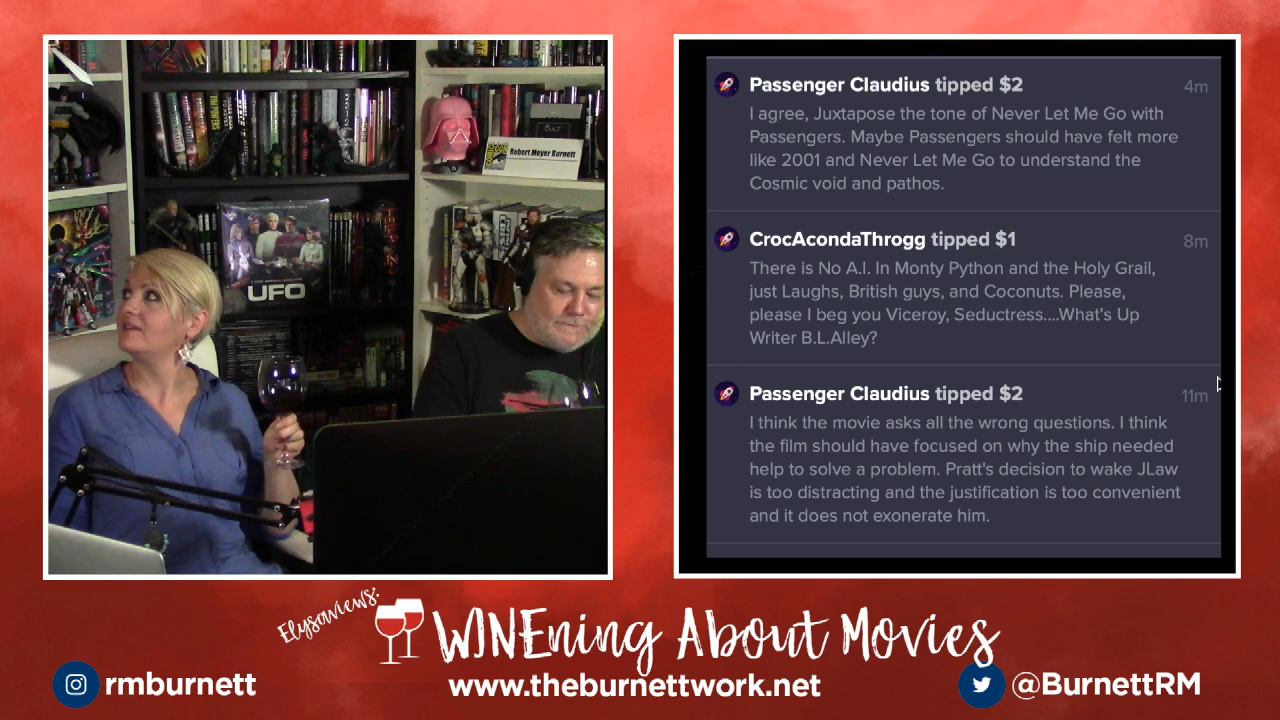 Passenger Claudius tipped $2
4m
I agree, Juxtapose the tone of Never Let Me Go with
Passengers. Maybe Passengers should have felt more
like 2001 and Never Let Me Go to understand the
Cosmic void and pathos.
CrocAcondaThrogg tipped $1
8m
There is No A.I. In Monty Python and the Holy Grail,
just Laughs, British guys, and Coconuts. Please,
please I beg you Viceroy, Seductress....What's Up
Writer B.L.Alley?
Passenger Claudius tipped $2
11m
I think the movie asks all the wrong questions. I think
the film should have focused on why the ship needed
help to solve a problem. Pratt's decision to wake JLaw
is too distracting and the justification is too convenient
and it does not exonerate him.
Robert Meyer Burnett
UFO
Elysaviews:
WINEning About Movies
rmburnett
www.theburnettwork.net
@BurnettRM